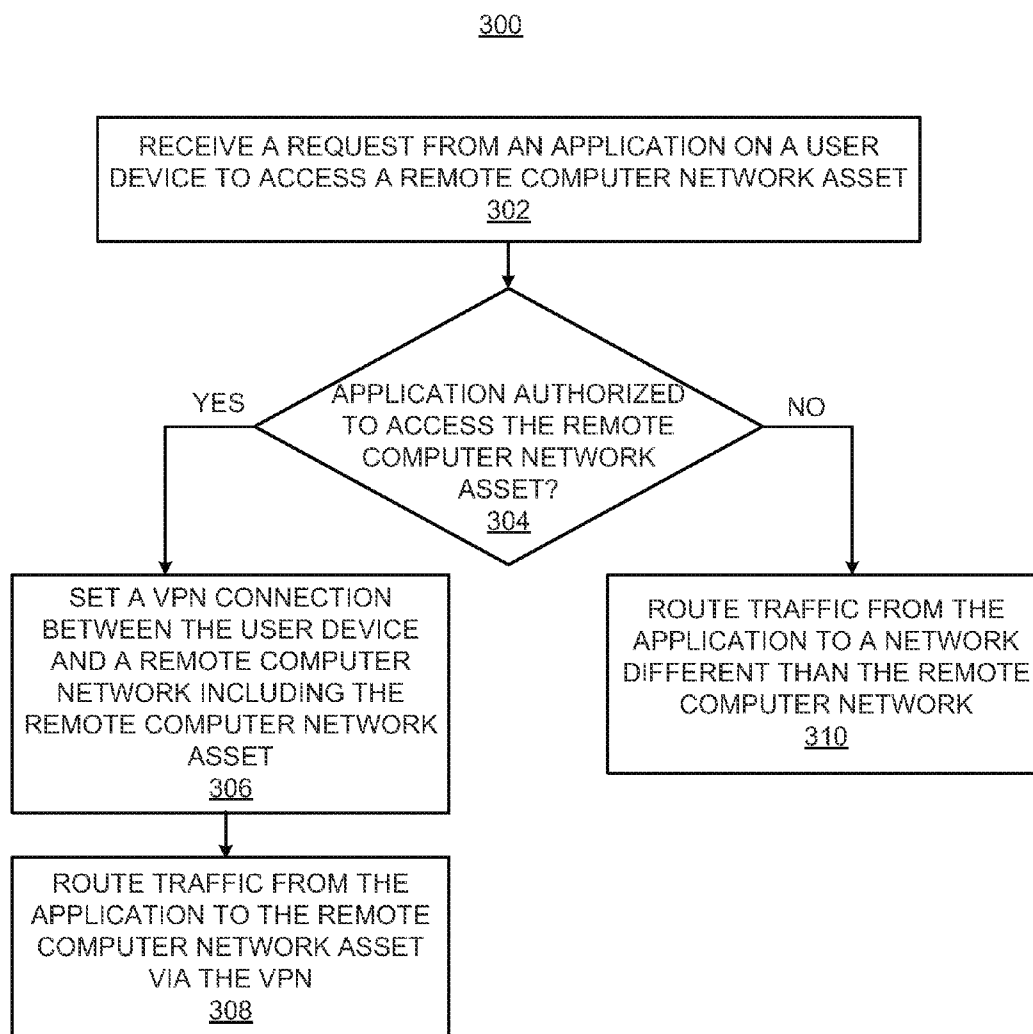 300
RECEIVE A REQUEST FROM AN APPLICATION ON A USER
DEVICE TO ACCESS A REMOTE COMPUTER NETWORK ASSET
302
APPLICATION AUTHORIZED
TO ACCESS THE REMOTE
COMPUTER NETWORK
ASSET?
304
YES
NO
SET A VPN CONNECTION
BETWEEN THE USER DEVICE
AND A REMOTE COMPUTER
NETWORK INCLUDING THE
REMOTE COMPUTER NETWORK
ASSET
306
ROUTE TRAFFIC FROM THE
APPLICATION TO A NETWORK
DIFFERENT THAN THE REMOTE
COMPUTER NETWORK
310
ROUTE TRAFFIC FROM THE
APPLICATION TO THE REMOTE
COMPUTER NETWORK ASSET
VIA THE VPN
308